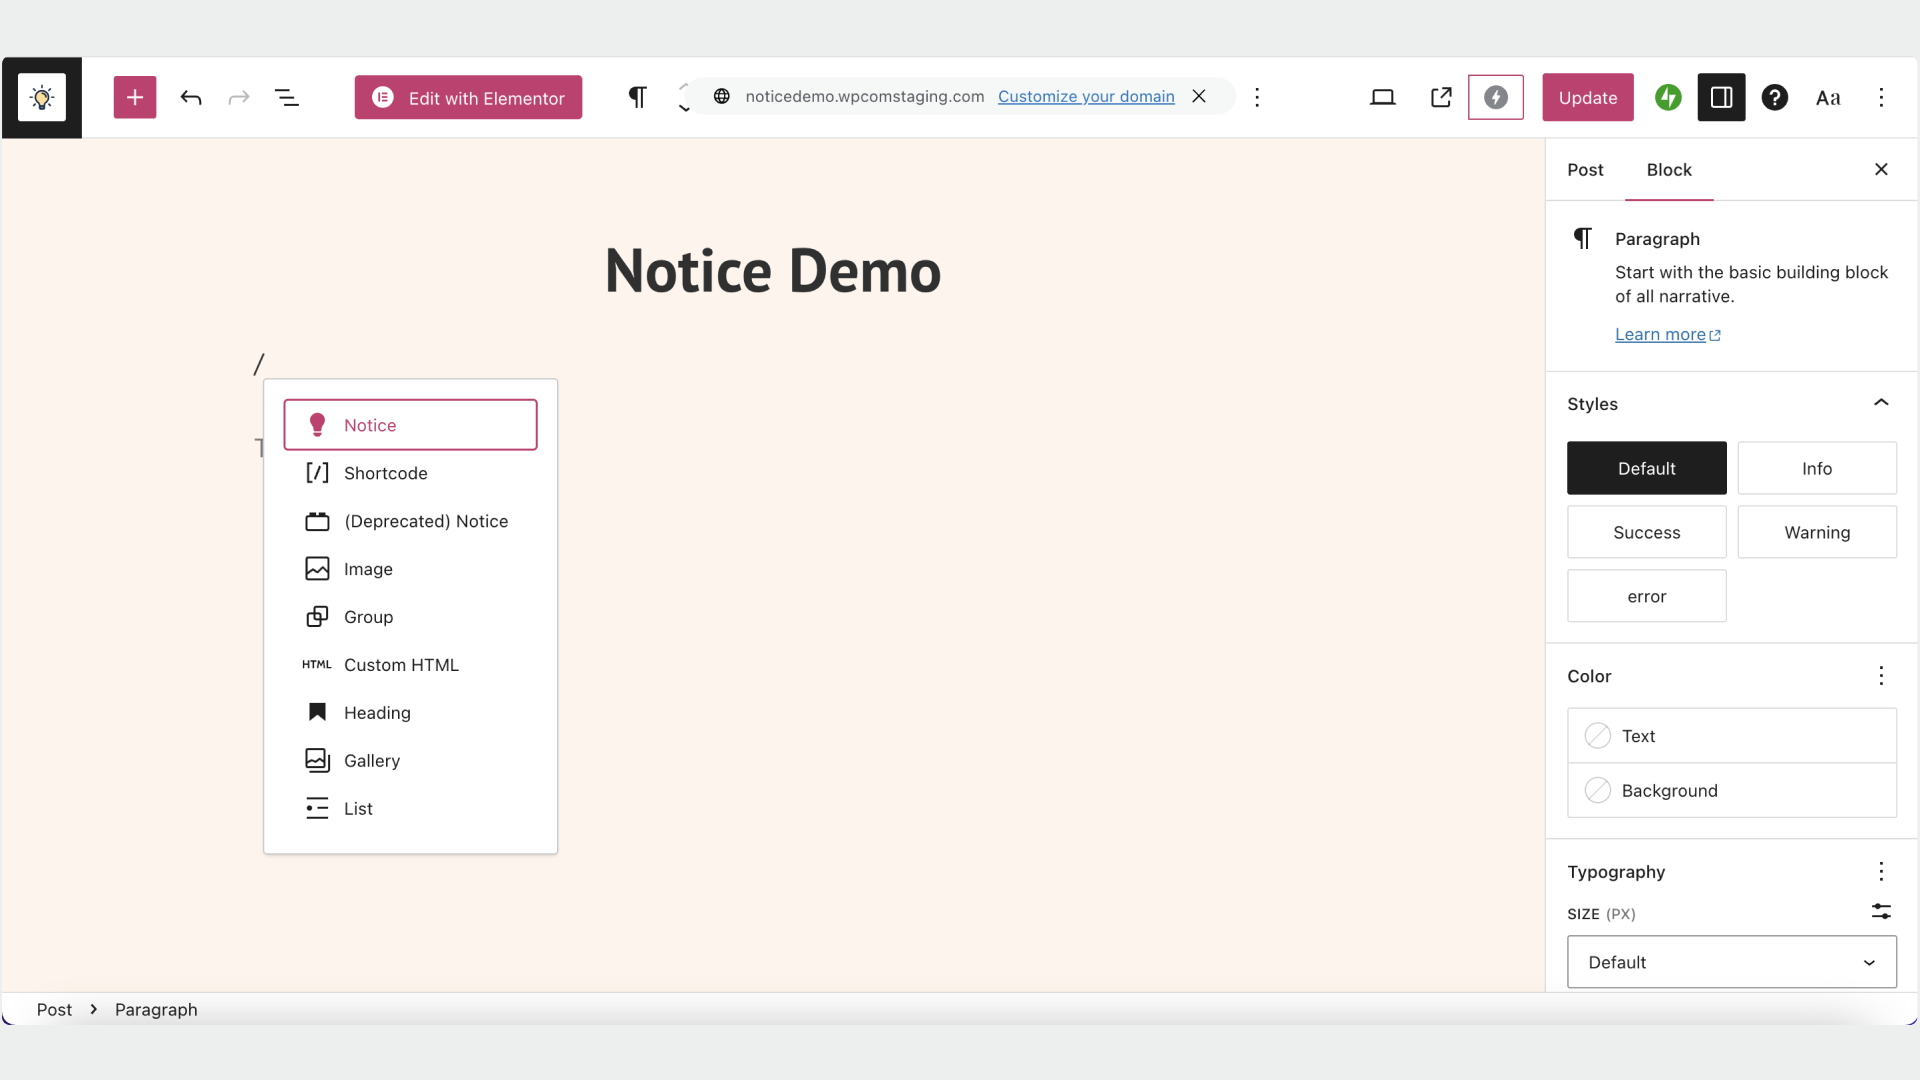 Edit with Elementor
noticedemo.wpcomstaging.com Customize your domain
Update
Aa
Post Block
Paragraph
Start with the basic building block
of all narrative.
Learn more
Notice Demo
/
Notice
[/] Shortcode
(Deprecated) Notice
Image
Group
HTML Custom HTML
Heading
Gallery
List
Styles
Default Info
Success Warning
error
Color
Text
Background
Typography
SIZE (PX)
Default
Post > Paragraph